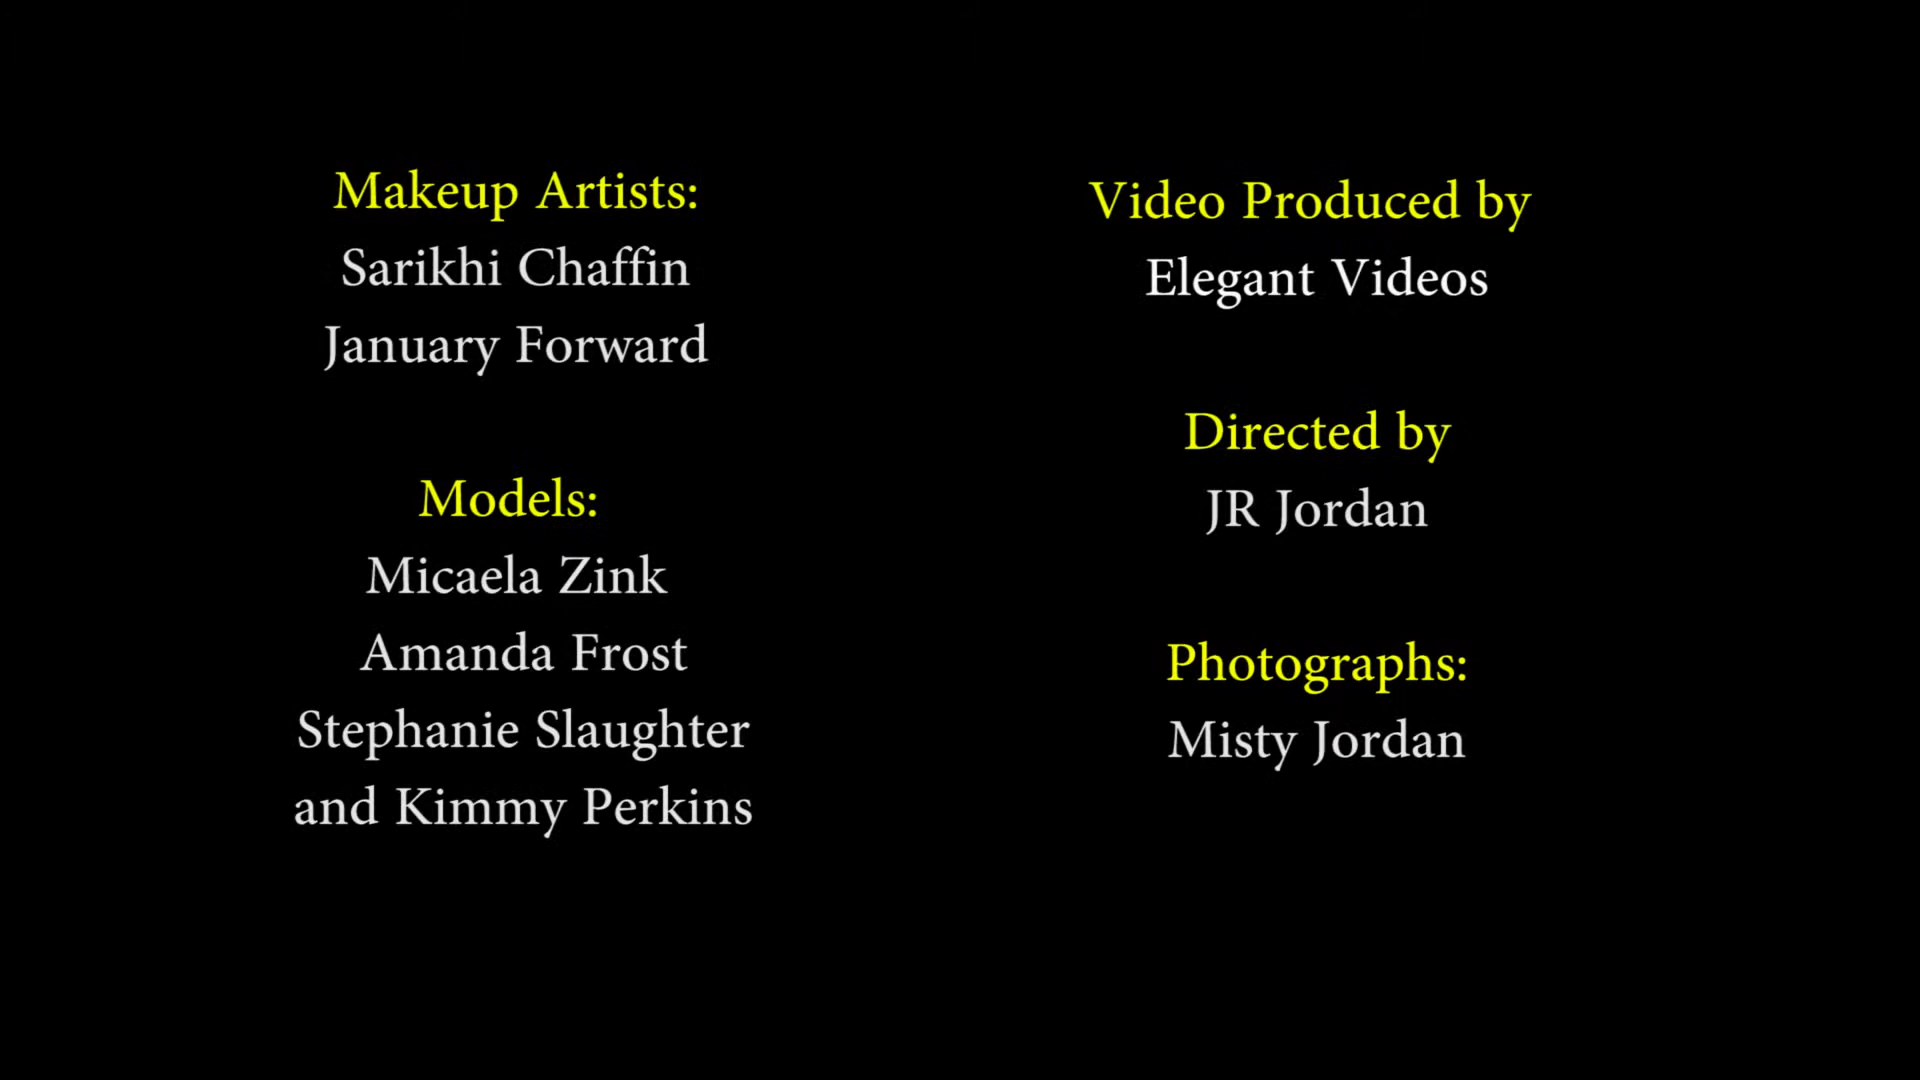 Makeup Artists:
Sarikhi Chaffin
January Forward
Models:
Micaela Zink
Amanda Frost
Stephanie Slaughter
and Kimmy Perkins
Video Produced by
Elegant Videos
Directed by
JR Jordan
Photographs:
Misty Jordan